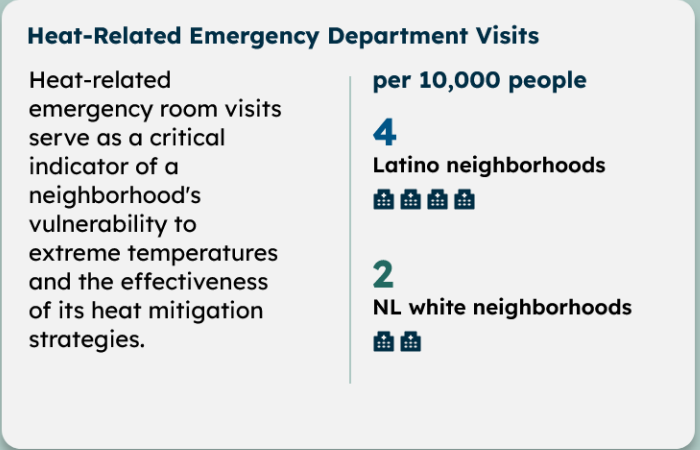 Heat-Related Emergency Department Visits
Heat-related
emergency room visits
serve as a critical
indicator of a
neighborhood's
vulnerability to
extreme temperatures
and the effectiveness
of its heat mitigation
strategies.
per 10,000 people
4
Latino neighborhoods
2
NL white neighborhoods